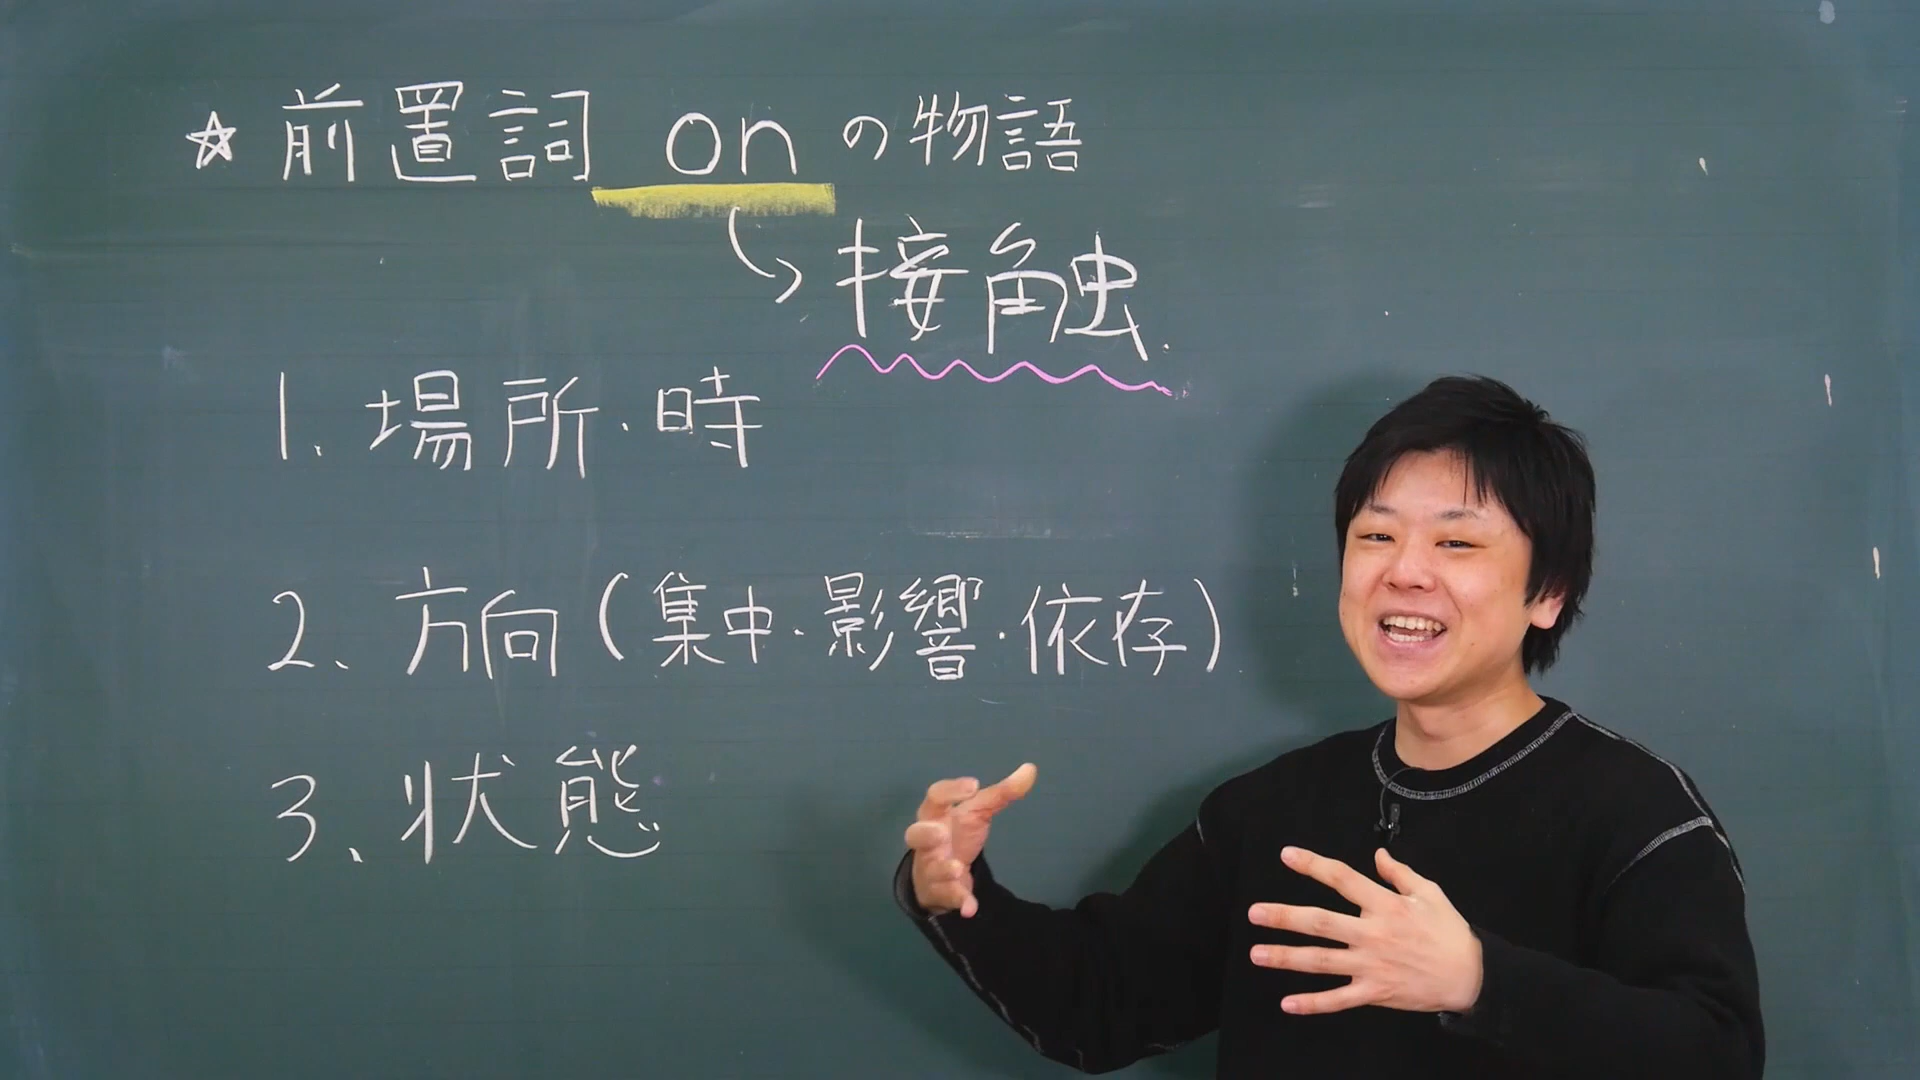 ☆前置詞 on の物語
↳接触.
1.場所・時
2、方向(集中・影響・依存)
3、状態